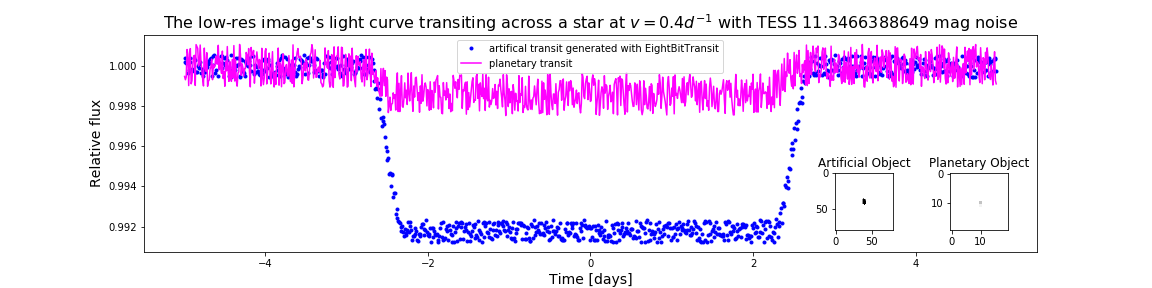 The low-res image's light curve transiting across a star at v = 0.4d⁻¹ with TESS 11.3466388649 mag noise
artifical transit generated with EightBitTransit
planetary transit
Relative flux
1.000
0.998
0.996
0.994
0.992
Artificial Object
0
50
0 50
Planetary Object
0
10
0 10
−4 −2 0 2 4
Time [days]